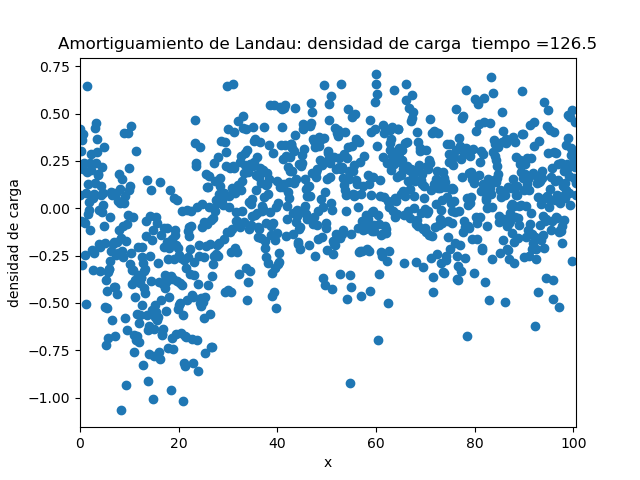 Amortiguamiento de Landau: densidad de carga  tiempo =126.5
0.75
0.50
0.25
0.00
−0.25
−0.50
−0.75
−1.00
densidad de carga
0 20 40 60 80 100
x